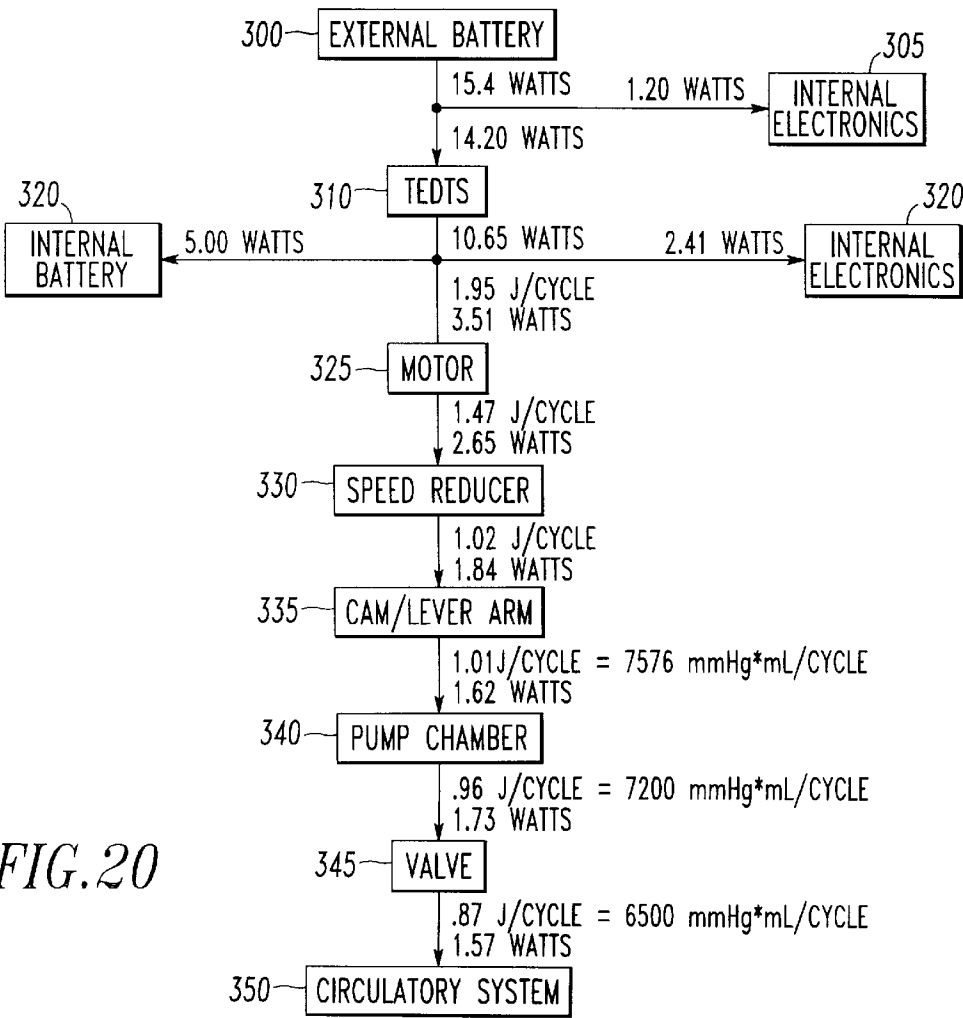 300 EXTERNAL BATTERY
15.4 WATTS
1.20 WATTS
305
INTERNAL
ELECTRONICS
14.20 WATTS
310 TEDTS
320
INTERNAL
BATTERY
5.00 WATTS
10.65 WATTS
2.41 WATTS
320
INTERNAL
ELECTRONICS
1.95 J/CYCLE
3.51 WATTS
325 MOTOR
1.47 J/CYCLE
2.65 WATTS
330 SPEED REDUCER
1.02 J/CYCLE
1.84 WATTS
335 CAM/LEVER ARM
1.01J/CYCLE = 7576 mmHg*mL/CYCLE
1.62 WATTS
340 PUMP CHAMBER
.96 J/CYCLE = 7200 mmHg*mL/CYCLE
1.73 WATTS
345 VALVE
.87 J/CYCLE = 6500 mmHg*mL/CYCLE
1.57 WATTS
350 CIRCULATORY SYSTEM
FIG.20